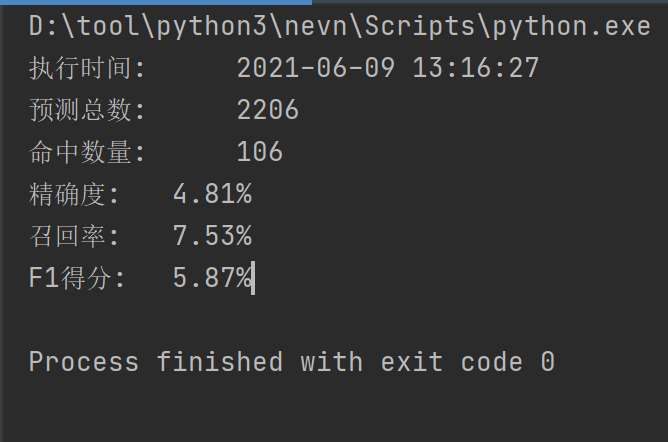 D:\tool\python3\nevn\Scripts\python.exe
执行时间: 2021-06-09 13:16:27
预测总数: 2206
命中数量: 106
精确度: 4.81%
召回率: 7.53%
F1得分: 5.87%
Process finished with exit code 0